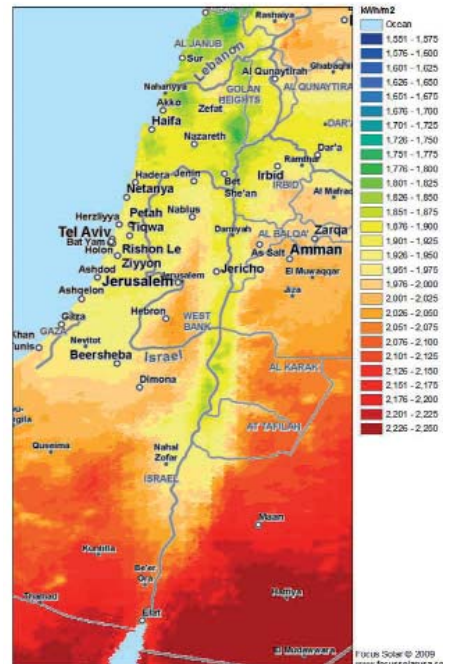 kWh/m2
Ocean
1,551 - 1,575
1,576 - 1,600
1,601 - 1,625
1,626 - 1,650
1,651 - 1,675
1,676 - 1,700
1,701 - 1,725
1,726 - 1,750
1,751 - 1,775
1,776 - 1,800
1,801 - 1,825
1,826 - 1,850
1,851 - 1,875
1,876 - 1,900
1,901 - 1,925
1,926 - 1,950
1,951 - 1,975
1,976 - 2,000
2,001 - 2,025
2,026 - 2,050
2,051 - 2,075
2,076 - 2,100
2,101 - 2,125
2,126 - 2,150
2,151 - 2,175
2,176 - 2,200
2,201 - 2,225
2,226 - 2,250
Rashaiya
AL JANUB
Sur
Lebanon
Ghabaghib
Al Qunaytirah
Nahariyya
GOLAN
HEIGHTS
AL QUNAYTIRA
Akko
Zefat
Haifa
DAR'A
Nazareth
Dar'a
Ramthar
Irbid
Hadera
Jenin
Bet
She'an
IRBID
Netanya
Al Mafraq
Petah
Tiqwa
Nablus
Herzliyya
Tel Aviv
Bat Yam
Holon
Damiyah
AL BALQA'
Zarqa
As Salt
Rishon Le
Ziyyon
Amman
Jericho
El Muwaqqar
Ashdod
Jerusalem
Jerusalem
Jiza
Ashqelon
Hebron
WEST
BANK
Gaza
GAZA
Khan
Yunis
Nevitot
Israel
Beersheba
AL KARAK
Dimona
AT TAFILAH
Quseima
Nahal
Zofar
ISRAEL
Maan
Kuntilla
Be'er
Ora
Thamad
Elat
El Mudawwara
Focus Solar © 2009